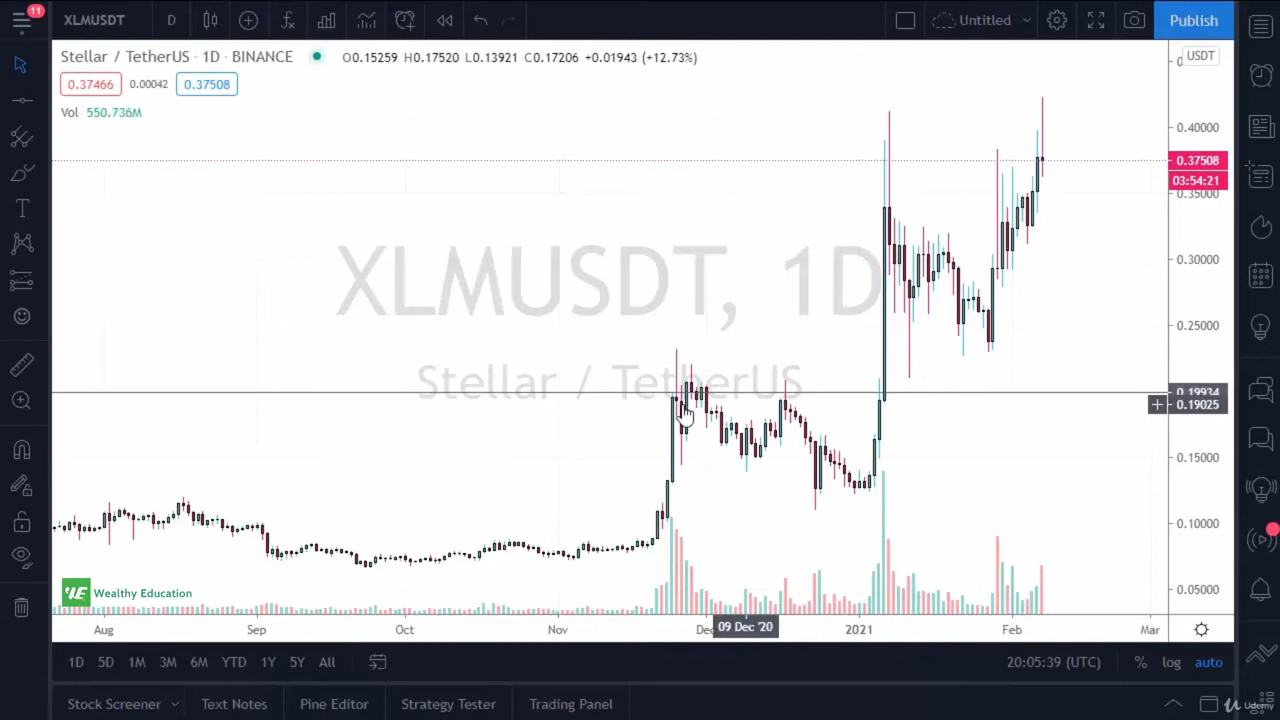 11
XLMUSDT
D
Untitled
Publish
Stellar / TetherUS · 1D · BINANCE
O0.15259 H0.17520 L0.13921 C0.17206 +0.01943 (+12.73%)
USDT
0.37466
0.00042
0.37508
Vol 550.736M
0.40000
0.37508
03:54:21
0.35000
0.30000
0.25000
0.19934
0.19025
0.15000
0.10000
0.05000
XLMUSDT, 1D
Stellar / TetherUS
Wealthy Education
Aug Sep Oct Nov Dec 09 Dec '20 2021 Feb Mar
1D 5D 1M 3M 6M YTD 1Y 5Y All
20:05:39 (UTC) % log auto
Stock Screener Text Notes Pine Editor Strategy Tester Trading Panel
Udemy